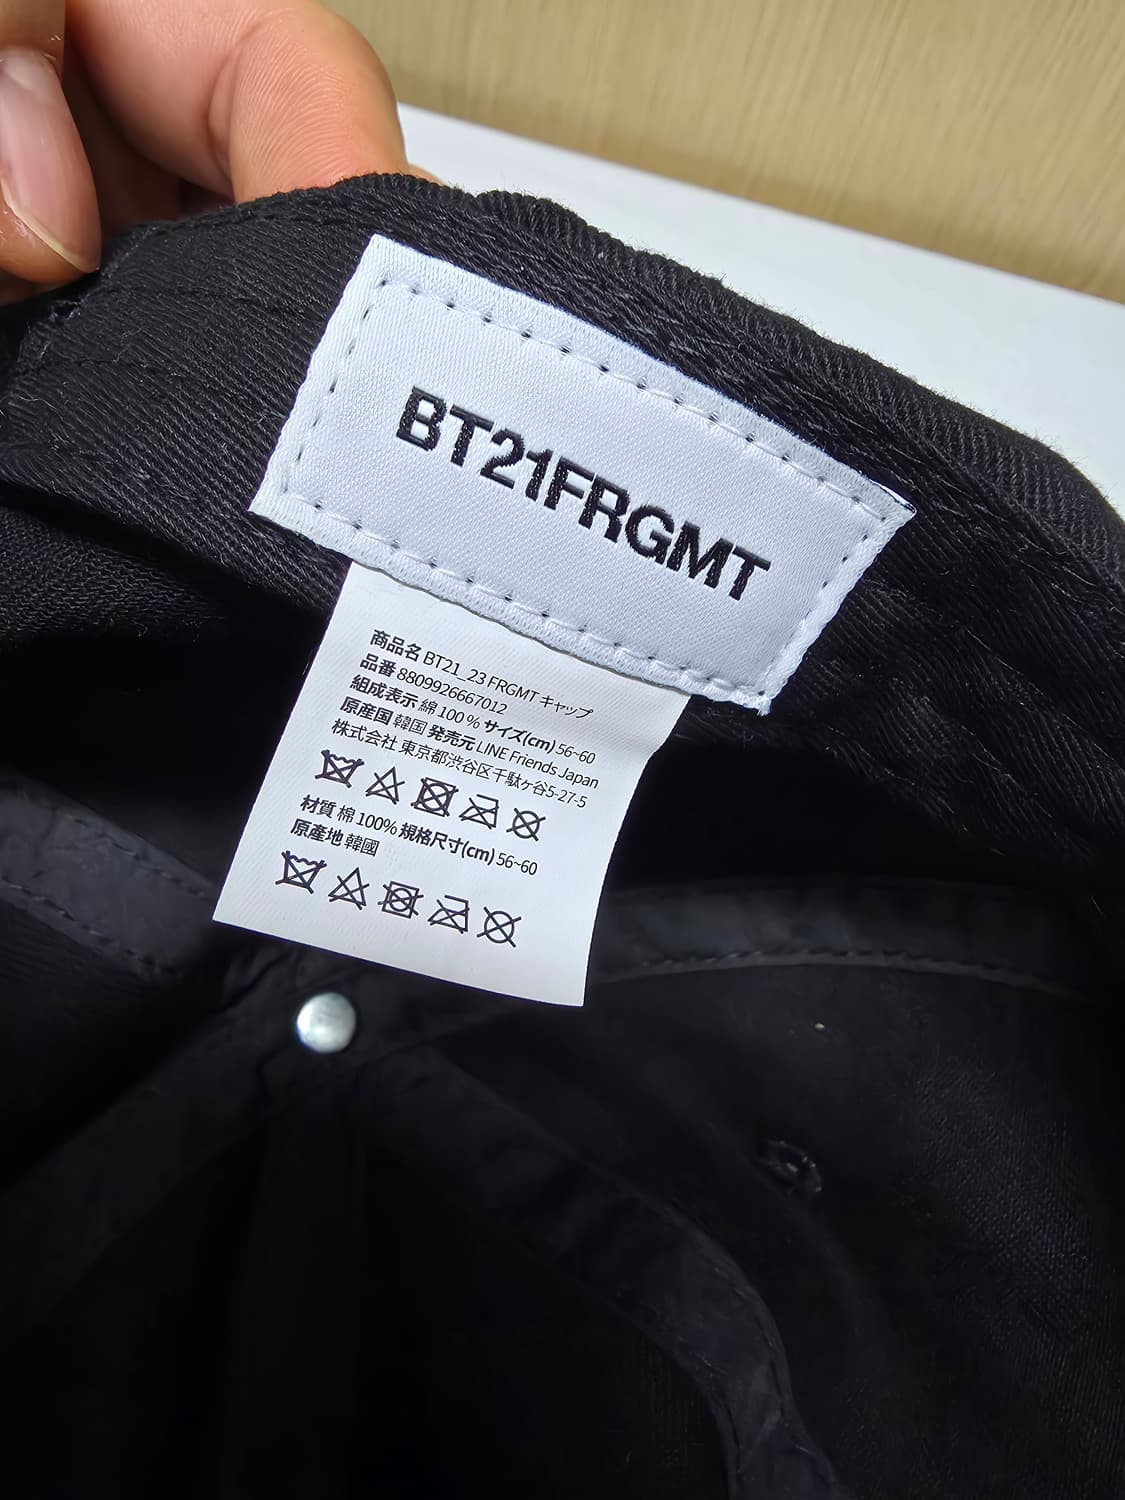 BT21FRGMT
商品名 BT21_23 FRGMT キャップ
品番 8809926667012
組成表示 綿 100 % サイズ(cm) 56~60
原産国 韓国 発売元 LINE Friends Japan
株式会社 東京都渋谷区千駄ヶ谷5-27-5
材質 棉 100% 規格尺寸(cm) 56~60
原產地 韓國